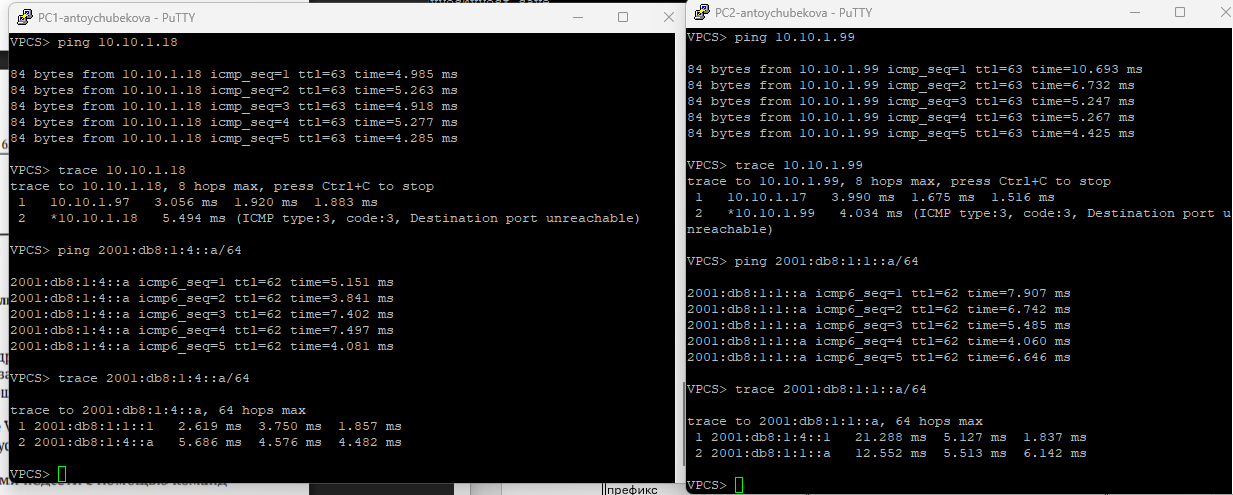 PC1-antoychubekova - PuTTY
VPCS> ping 10.10.1.18
84 bytes from 10.10.1.18 icmp_seq=1 ttl=63 time=4.985 ms
84 bytes from 10.10.1.18 icmp_seq=2 ttl=63 time=5.263 ms
84 bytes from 10.10.1.18 icmp_seq=3 ttl=63 time=4.918 ms
84 bytes from 10.10.1.18 icmp_seq=4 ttl=63 time=5.277 ms
84 bytes from 10.10.1.18 icmp_seq=5 ttl=63 time=4.285 ms
VPCS> trace 10.10.1.18
trace to 10.10.1.18, 8 hops max, press Ctrl+C to stop
1 10.10.1.97 3.056 ms 1.920 ms 1.883 ms
2 *10.10.1.18 5.494 ms (ICMP type:3, code:3, Destination port unreachable)
VPCS> ping 2001:db8:1:4::a/64
2001:db8:1:4::a icmp6_seq=1 ttl=62 time=5.151 ms
2001:db8:1:4::a icmp6_seq=2 ttl=62 time=3.841 ms
2001:db8:1:4::a icmp6_seq=3 ttl=62 time=7.402 ms
2001:db8:1:4::a icmp6_seq=4 ttl=62 time=7.497 ms
2001:db8:1:4::a icmp6_seq=5 ttl=62 time=4.081 ms
VPCS> trace 2001:db8:1:4::a/64
trace to 2001:db8:1:4::a, 64 hops max
1 2001:db8:1:1::1 2.619 ms 3.750 ms 1.857 ms
2 2001:db8:1:4::a 5.686 ms 4.576 ms 4.482 ms
VPCS>
PC2-antoychubekova - PuTTY
VPCS> ping 10.10.1.99
84 bytes from 10.10.1.99 icmp_seq=1 ttl=63 time=10.693 ms
84 bytes from 10.10.1.99 icmp_seq=2 ttl=63 time=6.732 ms
84 bytes from 10.10.1.99 icmp_seq=3 ttl=63 time=5.247 ms
84 bytes from 10.10.1.99 icmp_seq=4 ttl=63 time=5.267 ms
84 bytes from 10.10.1.99 icmp_seq=5 ttl=63 time=4.425 ms
VPCS> trace 10.10.1.99
trace to 10.10.1.99, 8 hops max, press Ctrl+C to stop
1 10.10.1.17 3.990 ms 1.675 ms 1.516 ms
2 *10.10.1.99 4.034 ms (ICMP type:3, code:3, Destination port u
nreachable)
VPCS> ping 2001:db8:1:1::a/64
2001:db8:1:1::a icmp6_seq=1 ttl=62 time=7.907 ms
2001:db8:1:1::a icmp6_seq=2 ttl=62 time=6.742 ms
2001:db8:1:1::a icmp6_seq=3 ttl=62 time=5.485 ms
2001:db8:1:1::a icmp6_seq=4 ttl=62 time=4.060 ms
2001:db8:1:1::a icmp6_seq=5 ttl=62 time=6.646 ms
VPCS> trace 2001:db8:1:1::a/64
trace to 2001:db8:1:1::a, 64 hops max
1 2001:db8:1:4::1 21.288 ms 5.127 ms 1.837 ms
2 2001:db8:1:1::a 12.552 ms 5.513 ms 6.142 ms
VPCS>
префикс